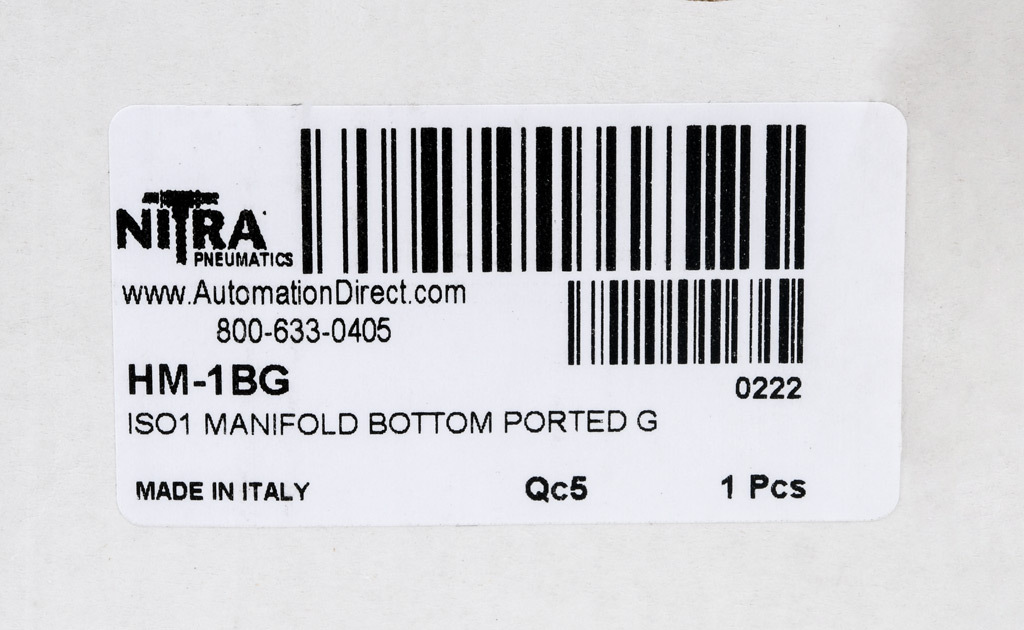 NITRA
PNEUMATICS
www.AutomationDirect.com
800-633-0405
HM-1BG
0222
ISO1 MANIFOLD BOTTOM PORTED G
MADE IN ITALY Qc5 1 Pcs